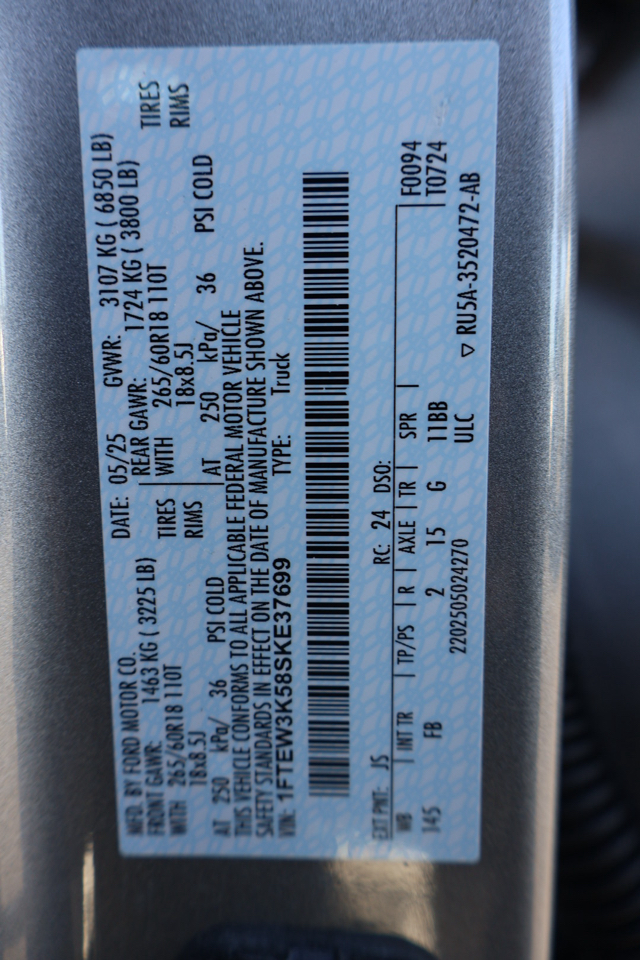 MFD. BY FORD MOTOR CO.
DATE: 05/25 GVWR: 3107 KG ( 6850 LB)
FRONT GAWR: 1463 KG ( 3225 LB)
REAR GAWR: 1724 KG ( 3800 LB)
WITH 265/60R18 110T TIRES
WITH 265/60R18 110T TIRES
18x8.5J RIMS
18x8.5J RIMS
AT 250 kPa/ 36 PSI COLD
AT 250 kPa/ 36 PSI COLD
THIS VEHICLE CONFORMS TO ALL APPLICABLE FEDERAL MOTOR VEHICLE
SAFETY STANDARDS IN EFFECT ON THE DATE OF MANUFACTURE SHOWN ABOVE.
VIN: 1FTEW3K58SKE37699 TYPE: Truck
EXT PNT: JS RC: 24 DSO: F0094
WB INT TR TP/PS R AXLE TR SPR T0724
145 FB 2 15 G 11BB
2202505024270 ULC ▽ RU5A-3520472-AB